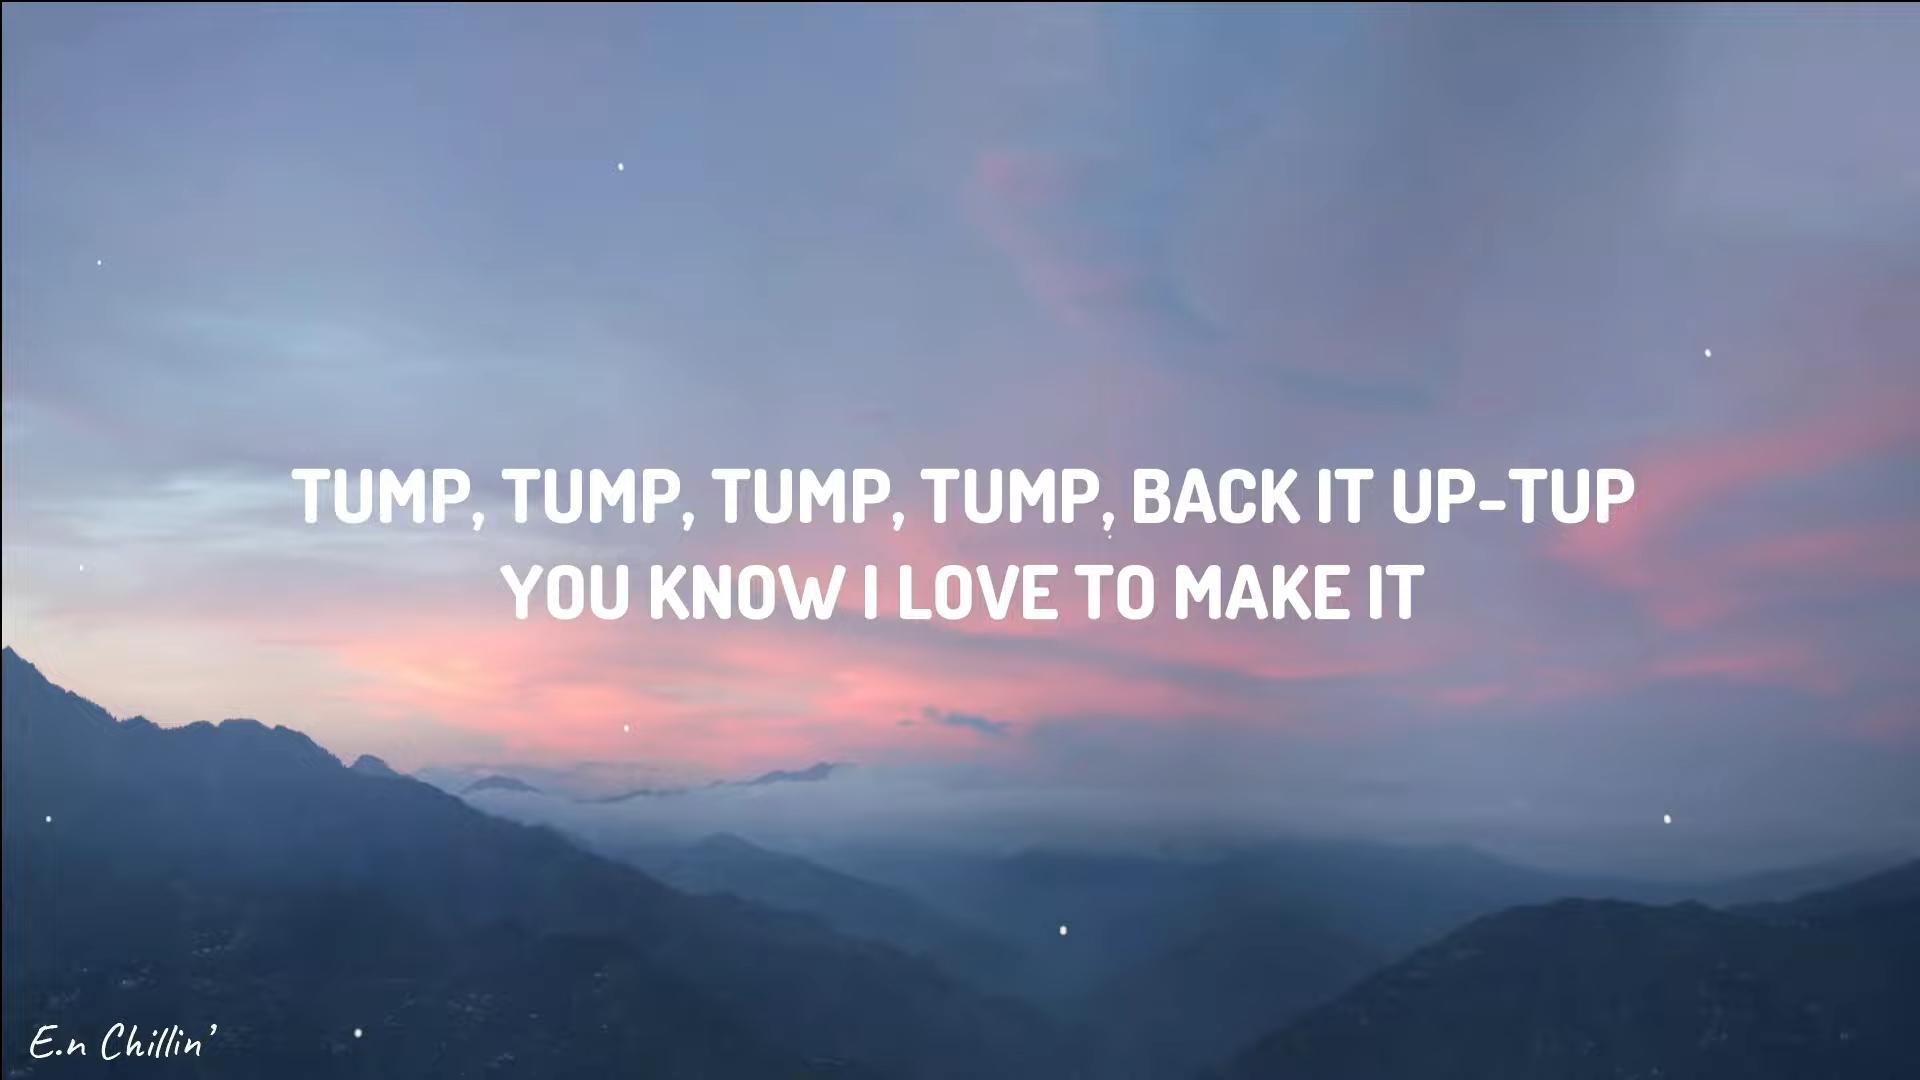 TUMP, TUMP, TUMP, TUMP, BACK IT UP-TUP
YOU KNOW I LOVE TO MAKE IT
E.n Chillin'